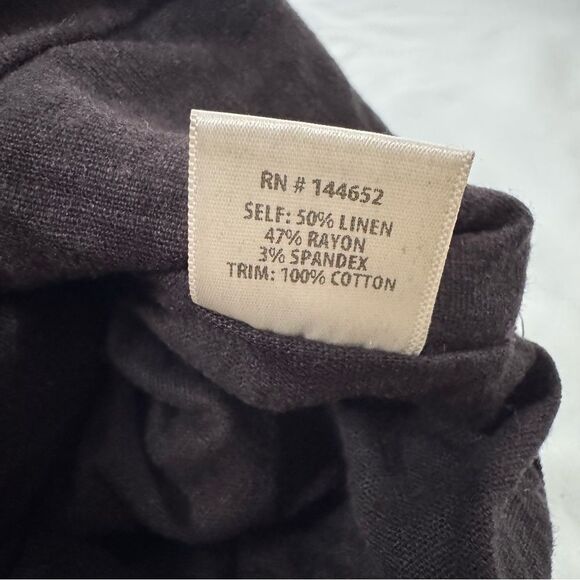 RN # 144652
SELF: 50% LINEN
47% RAYON
3% SPANDEX
TRIM: 100% COTTON